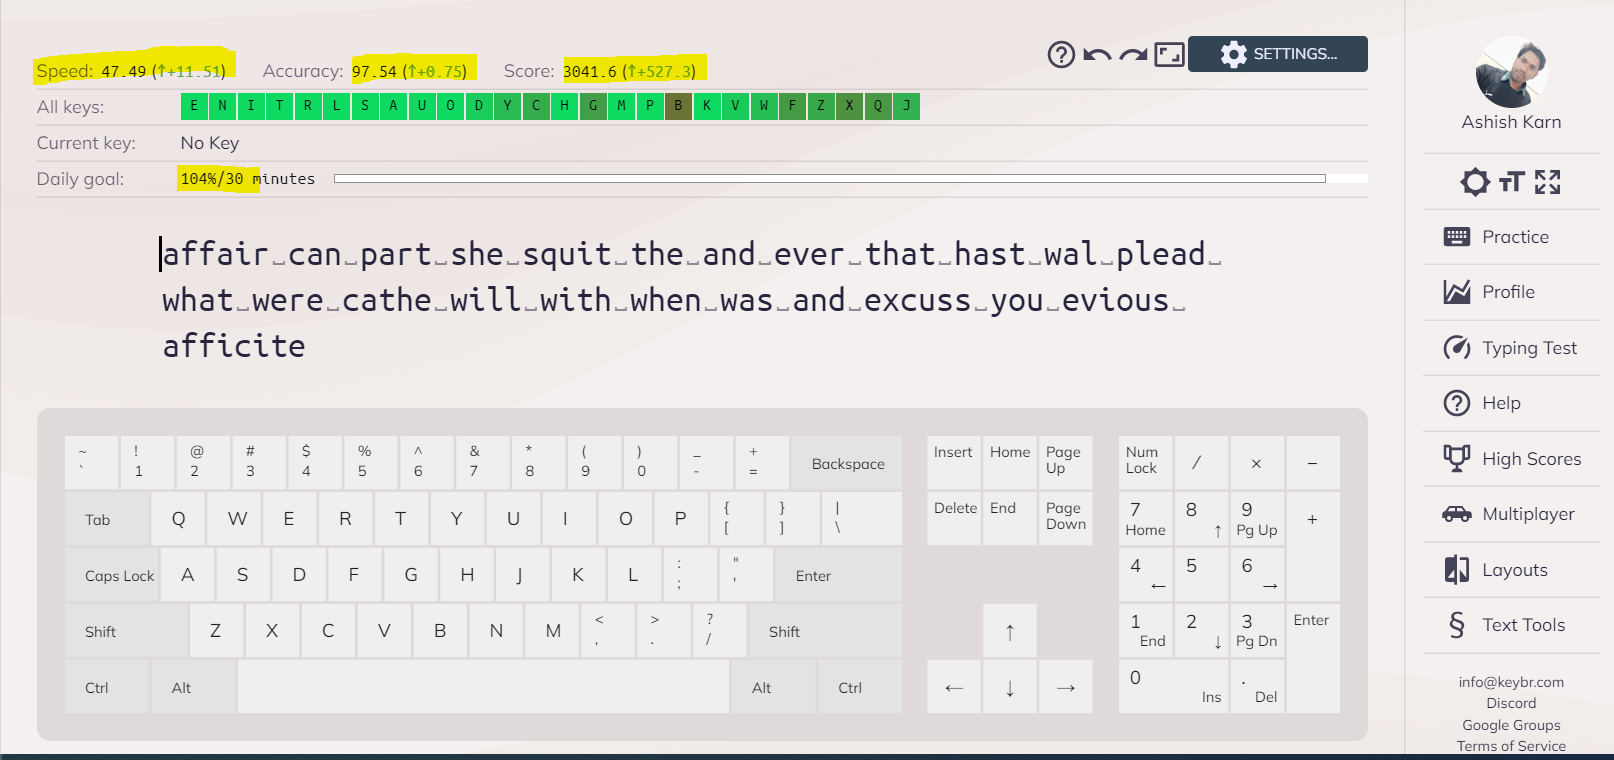 Speed: 47.49 (↑+11.51) Accuracy: 97.54 (↑+0.75) Score: 3041.6 (↑+527.3)
SETTINGS...
All keys: E N I T R L S A U O D Y C H G M P B K V W F Z X Q J
Current key: No Key
Daily goal: 104%/30 minutes
affair␣can␣part␣she␣squit␣the␣and␣ever␣that␣hast␣wal␣plead␣
what␣were␣cathe␣will␣with␣when␣was␣and␣excuss␣you␣evious␣
afficite
~ ! @ # $ % ^ & * ( ) _ +
` 1 2 3 4 5 6 7 8 9 0 - = Backspace
Insert Home Page Up
Num Lock / × −
Tab Q W E R T Y U I O P { [ } ] | \
Delete End Page Down
7 Home 8 ↑ 9 Pg Up +
Caps Lock A S D F G H J K L : ; " ' Enter
4 ← 5 6 →
Shift Z X C V B N M < , > . ? / Shift
↑
1 End 2 ↓ 3 Pg Dn Enter
Ctrl Alt Alt Ctrl
← ↓ →
0 Ins . Del
Ashish Karn
Practice
Profile
Typing Test
Help
High Scores
Multiplayer
Layouts
§ Text Tools
info@keybr.com
Discord
Google Groups
Terms of Service